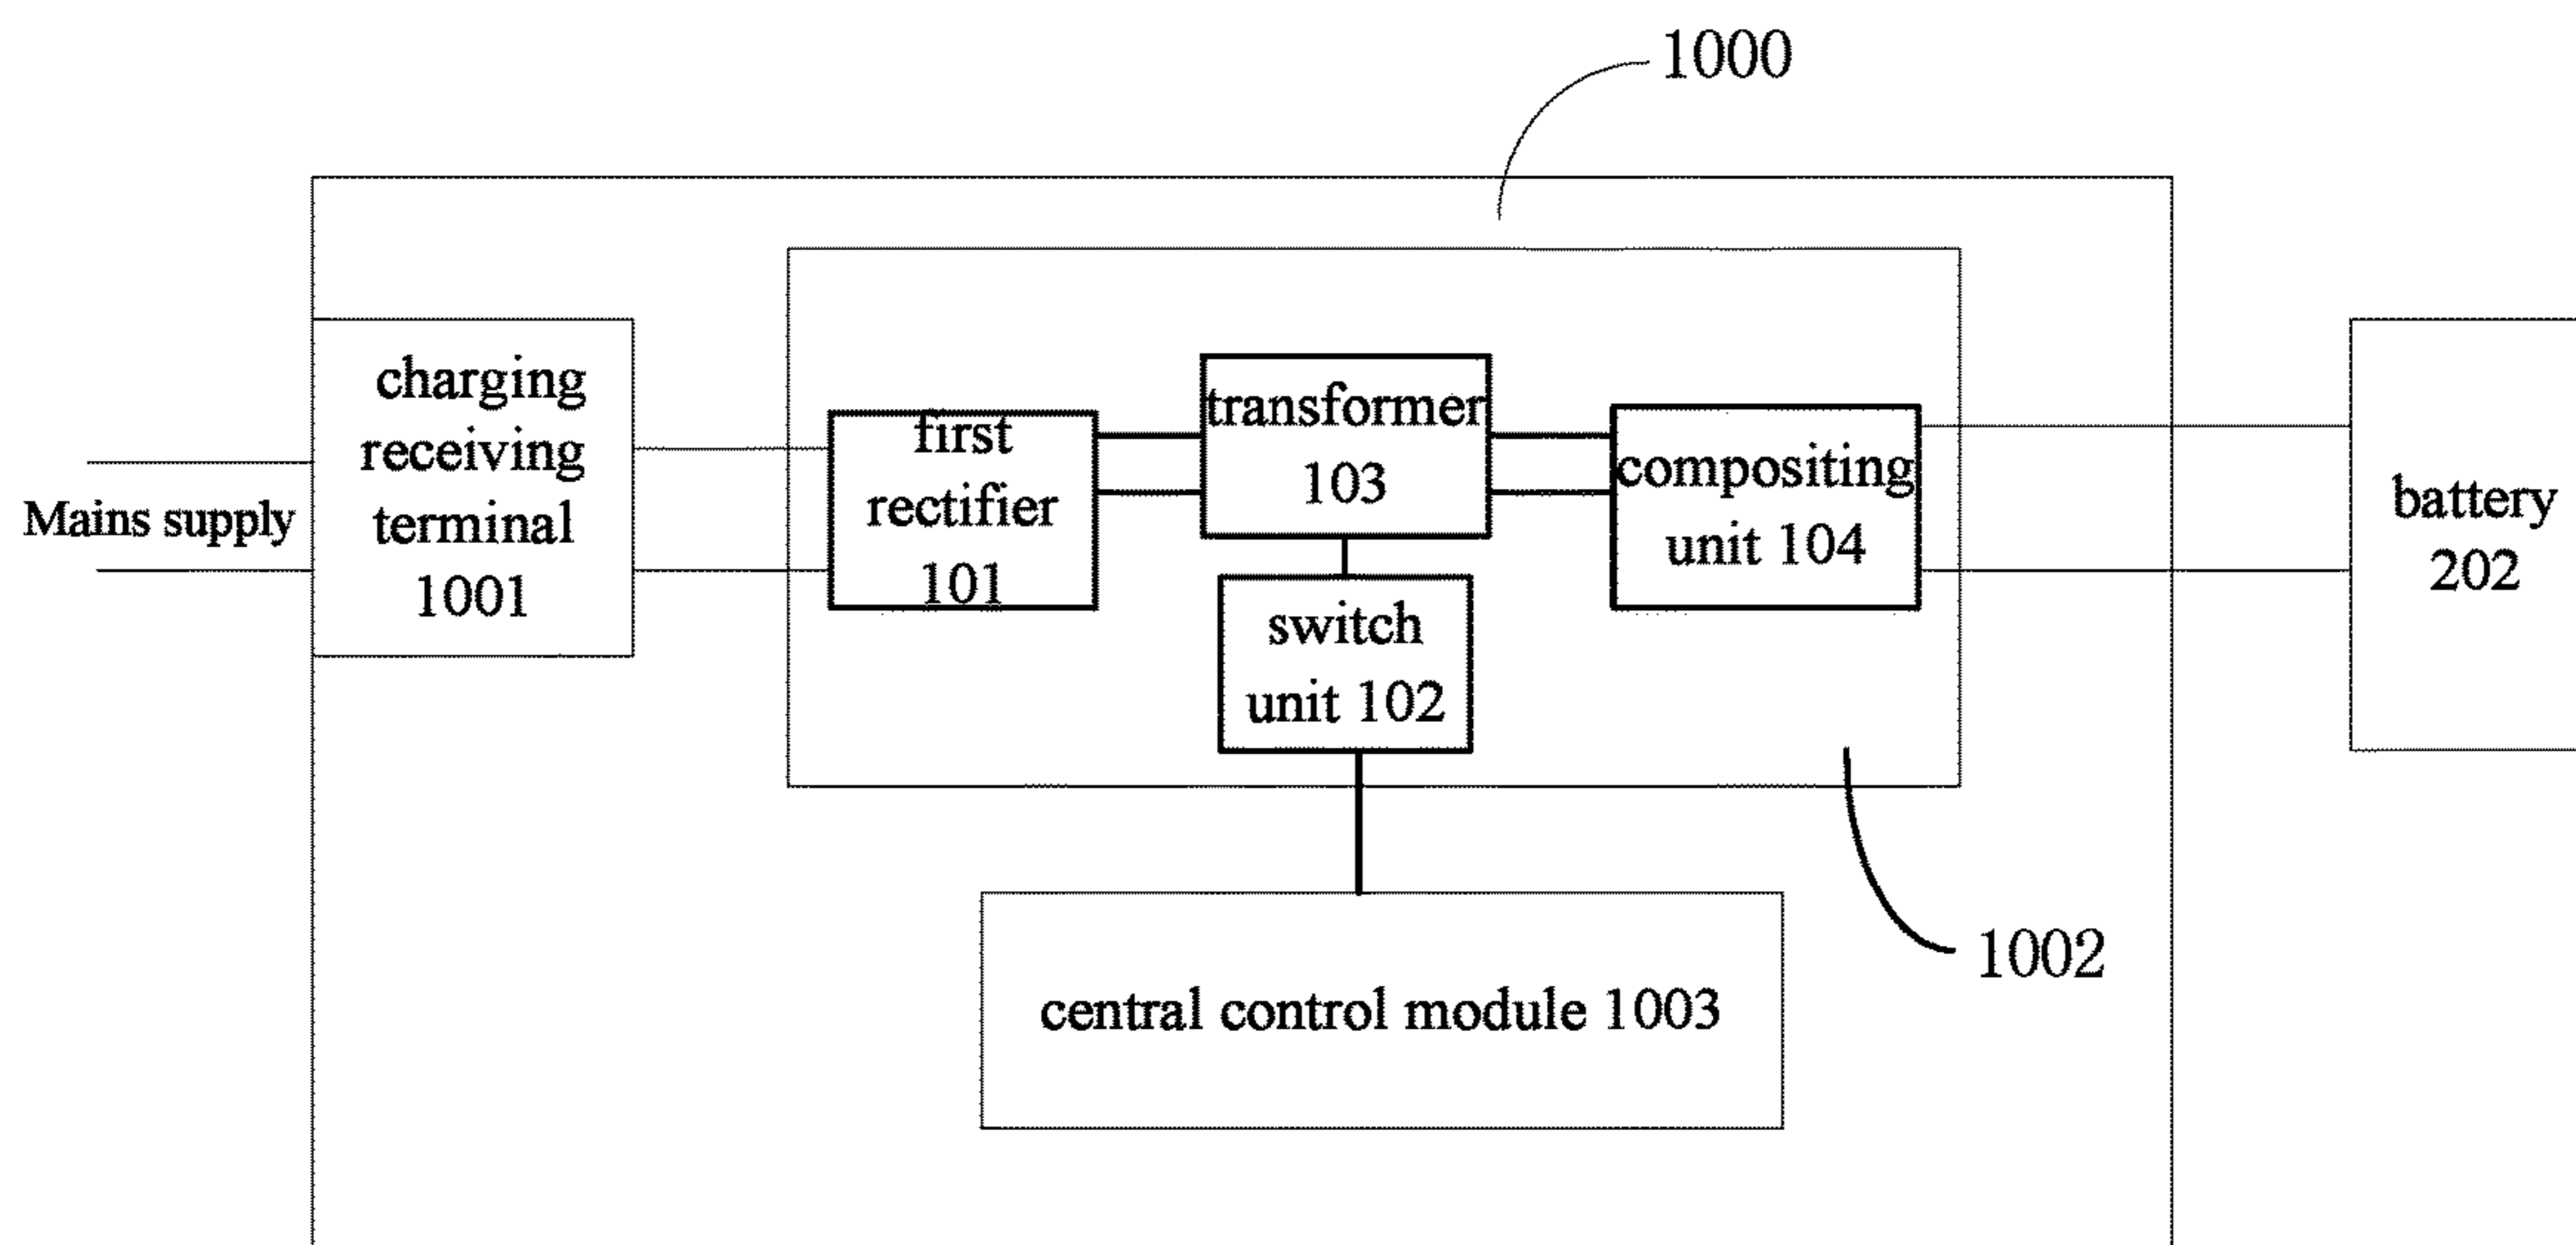 1000
charging
receiving
terminal
1001
Mains supply
first
rectifier
101
transformer
103
switch
unit 102
compositing
unit 104
battery
202
1002
central control module 1003